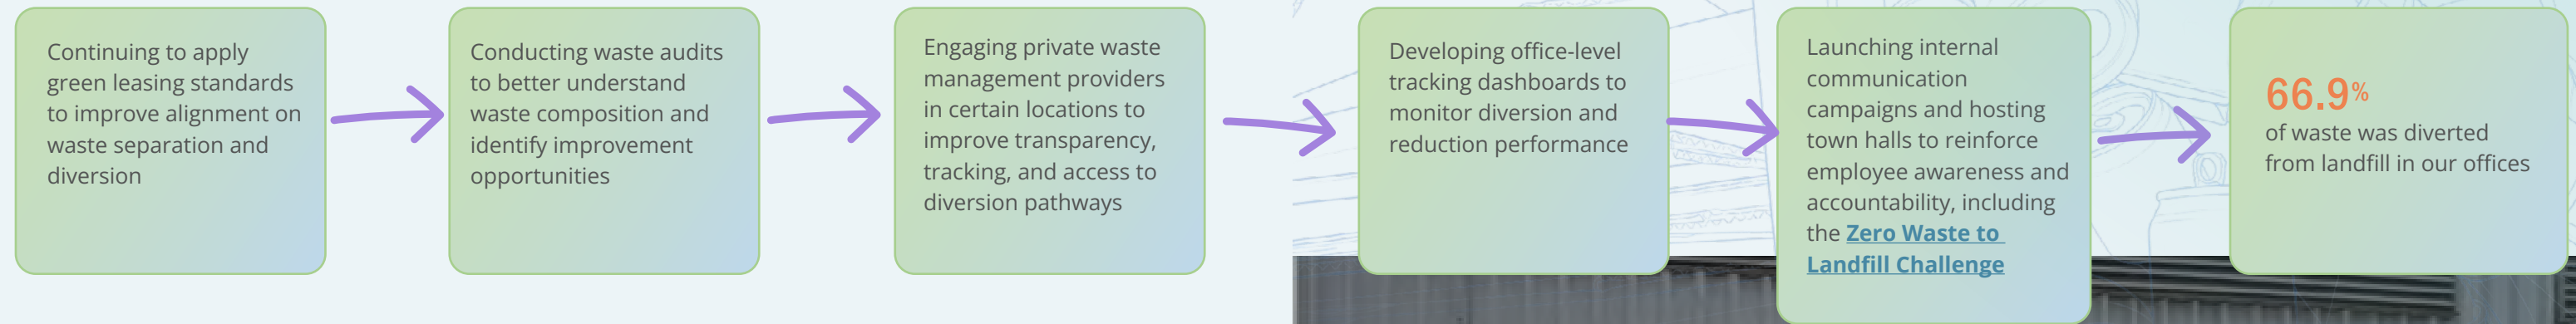 Continuing to apply
green leasing standards
to improve alignment on
waste separation and
diversion
Conducting waste audits
to better understand
waste composition and
identify improvement
opportunities
Engaging private waste
management providers
in certain locations to
improve transparency,
tracking, and access to
diversion pathways
Developing office-level
tracking dashboards to
monitor diversion and
reduction performance
Launching internal
communication
campaigns and hosting
town halls to reinforce
employee awareness and
accountability, including
the Zero Waste to
Landfill Challenge
66.9%
of waste was diverted
from landfill in our offices